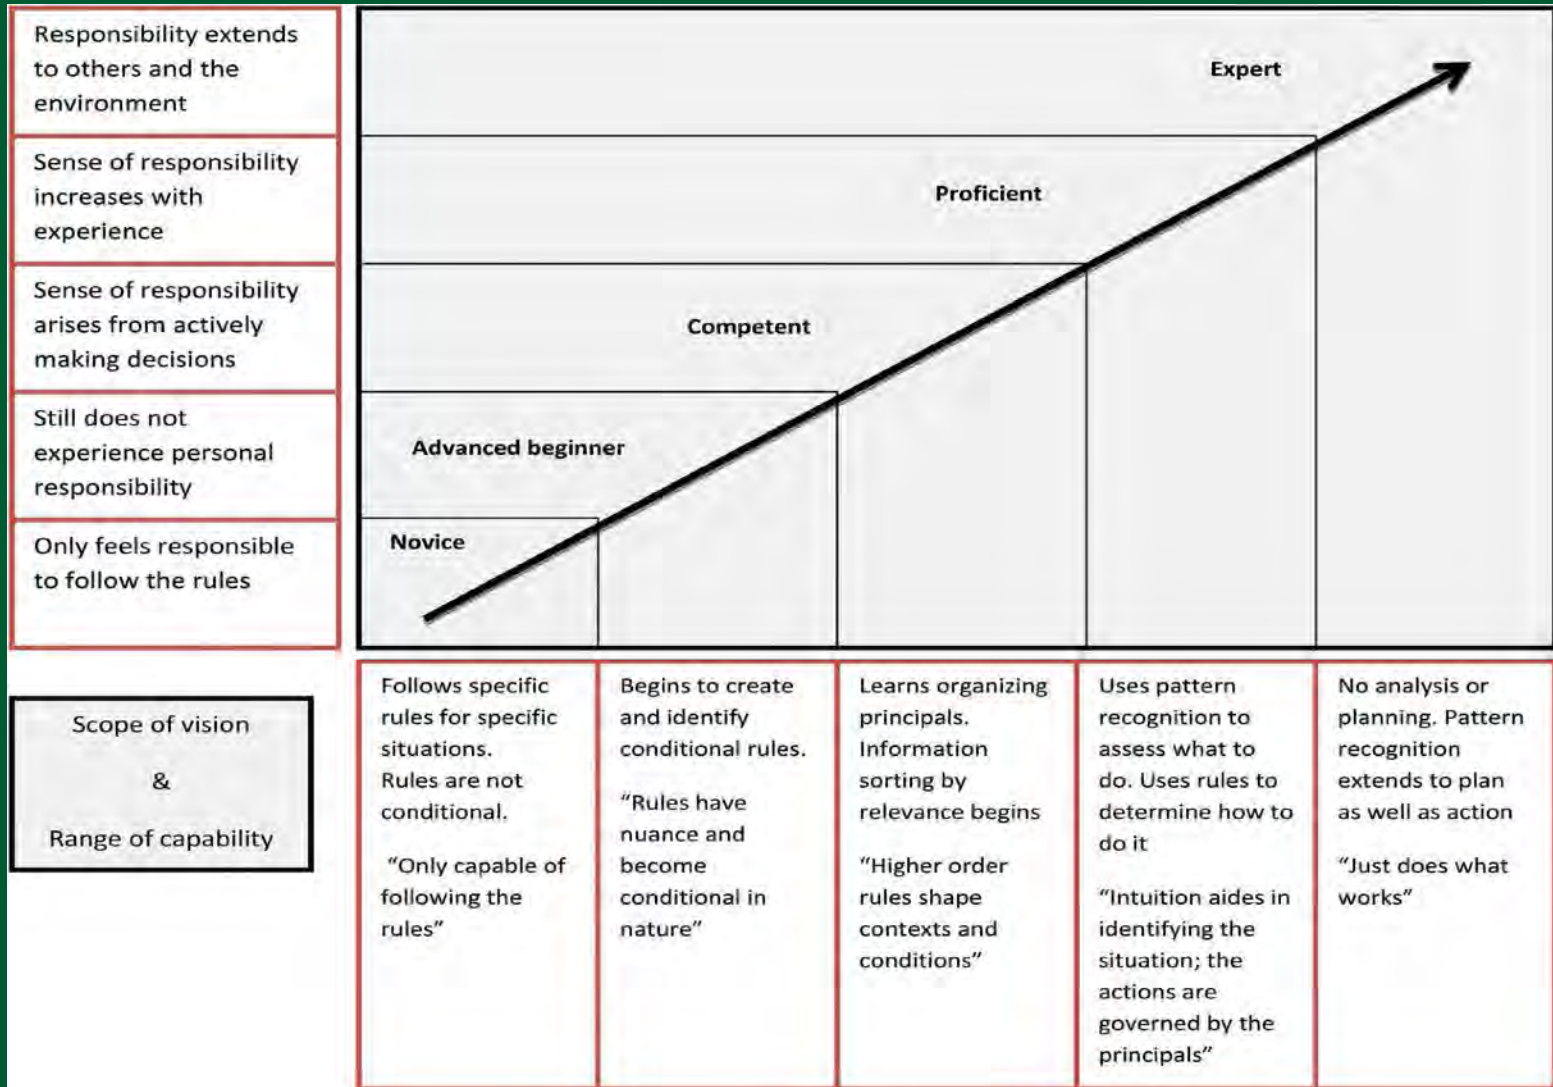 Responsibility extends
to others and the
environment
Sense of responsibility
increases with
experience
Sense of responsibility
arises from actively
making decisions
Still does not
experience personal
responsibility
Only feels responsible
to follow the rules
Expert
Proficient
Competent
Advanced beginner
Novice
Scope of vision
&
Range of capability
Follows specific
rules for specific
situations.
Rules are not
conditional.
“Only capable of
following the
rules”
Begins to create
and identify
conditional rules.
“Rules have
nuance and
become
conditional in
nature”
Learns organizing
principals.
Information
sorting by
relevance begins
“Higher order
rules shape
contexts and
conditions”
Uses pattern
recognition to
assess what to
do. Uses rules to
determine how to
do it
“Intuition aides in
identifying the
situation; the
actions are
governed by the
principals”
No analysis or
planning. Pattern
recognition
extends to plan
as well as action
“Just does what
works”